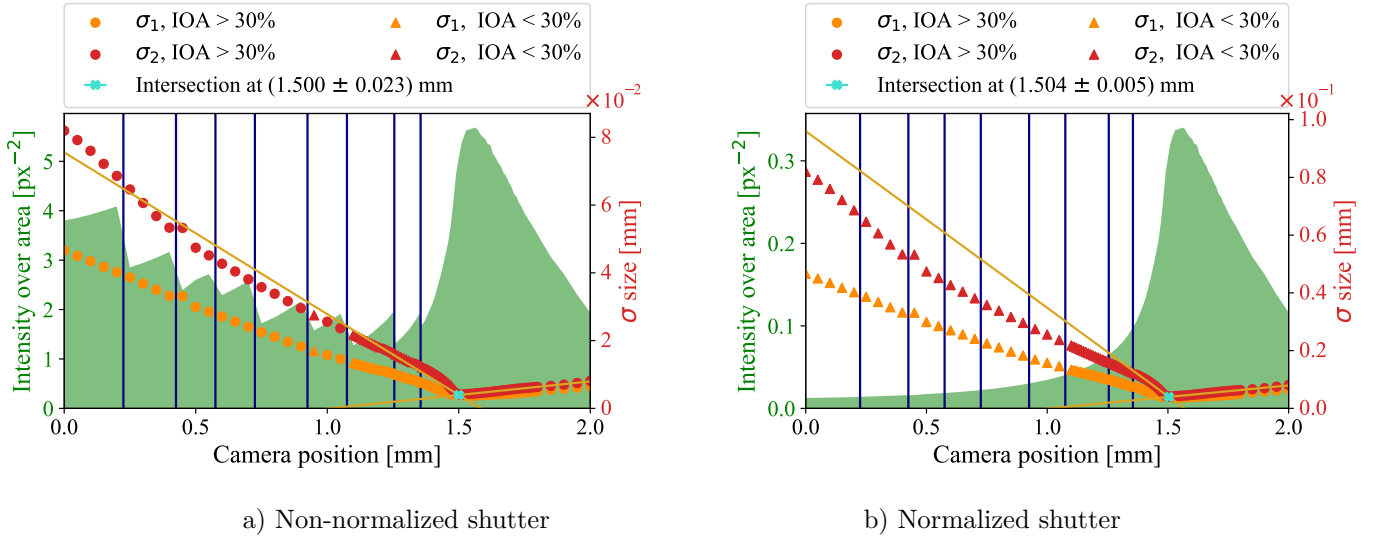 σ₁, IOA > 30%
σ₁, IOA < 30%
σ₂, IOA > 30%
σ₂, IOA < 30%
Intersection at (1.500 ± 0.023) mm
×10⁻²
Intensity over area [px⁻²]
5
4
3
2
1
0
8
6
4
2
0
σ size [mm]
0.0 0.5 1.0 1.5 2.0
Camera position [mm]
a) Non-normalized shutter
σ₁, IOA > 30%
σ₁, IOA < 30%
σ₂, IOA > 30%
σ₂, IOA < 30%
Intersection at (1.504 ± 0.005) mm
×10⁻¹
Intensity over area [px⁻²]
0.3
0.2
0.1
0.0
1.0
0.8
0.6
0.4
0.2
0.0
σ size [mm]
0.0 0.5 1.0 1.5 2.0
Camera position [mm]
b) Normalized shutter